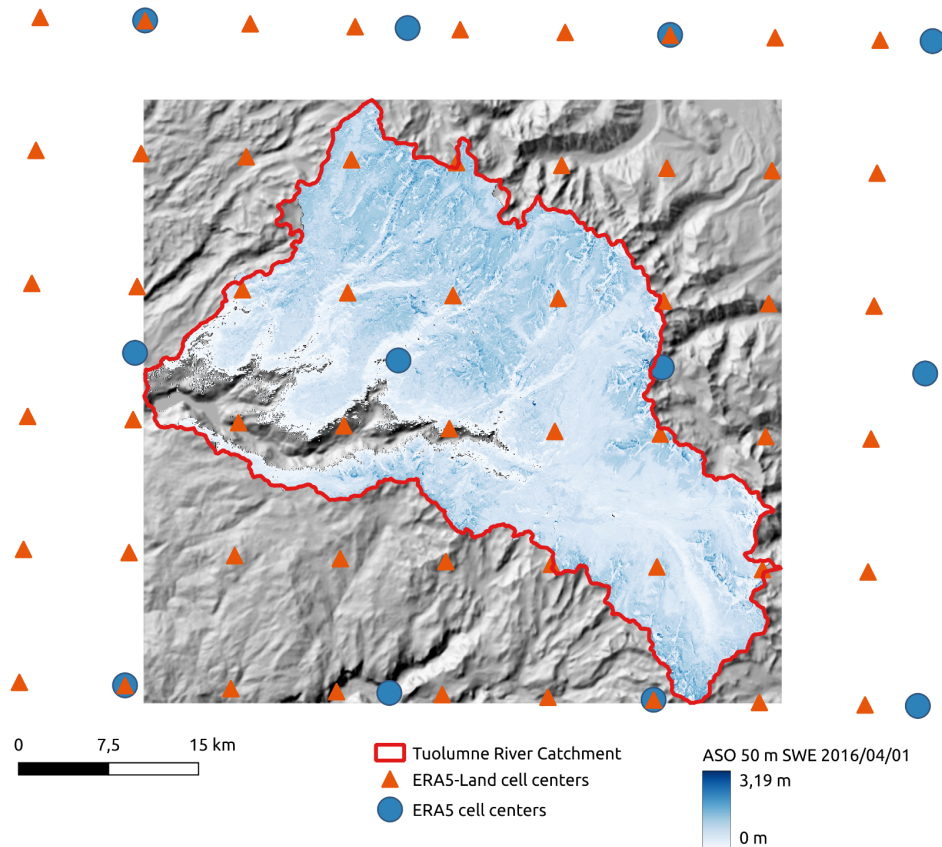 0 7,5 15 km
Tuolumne River Catchment
ERA5-Land cell centers
ERA5 cell centers
ASO 50 m SWE 2016/04/01
3,19 m
0 m